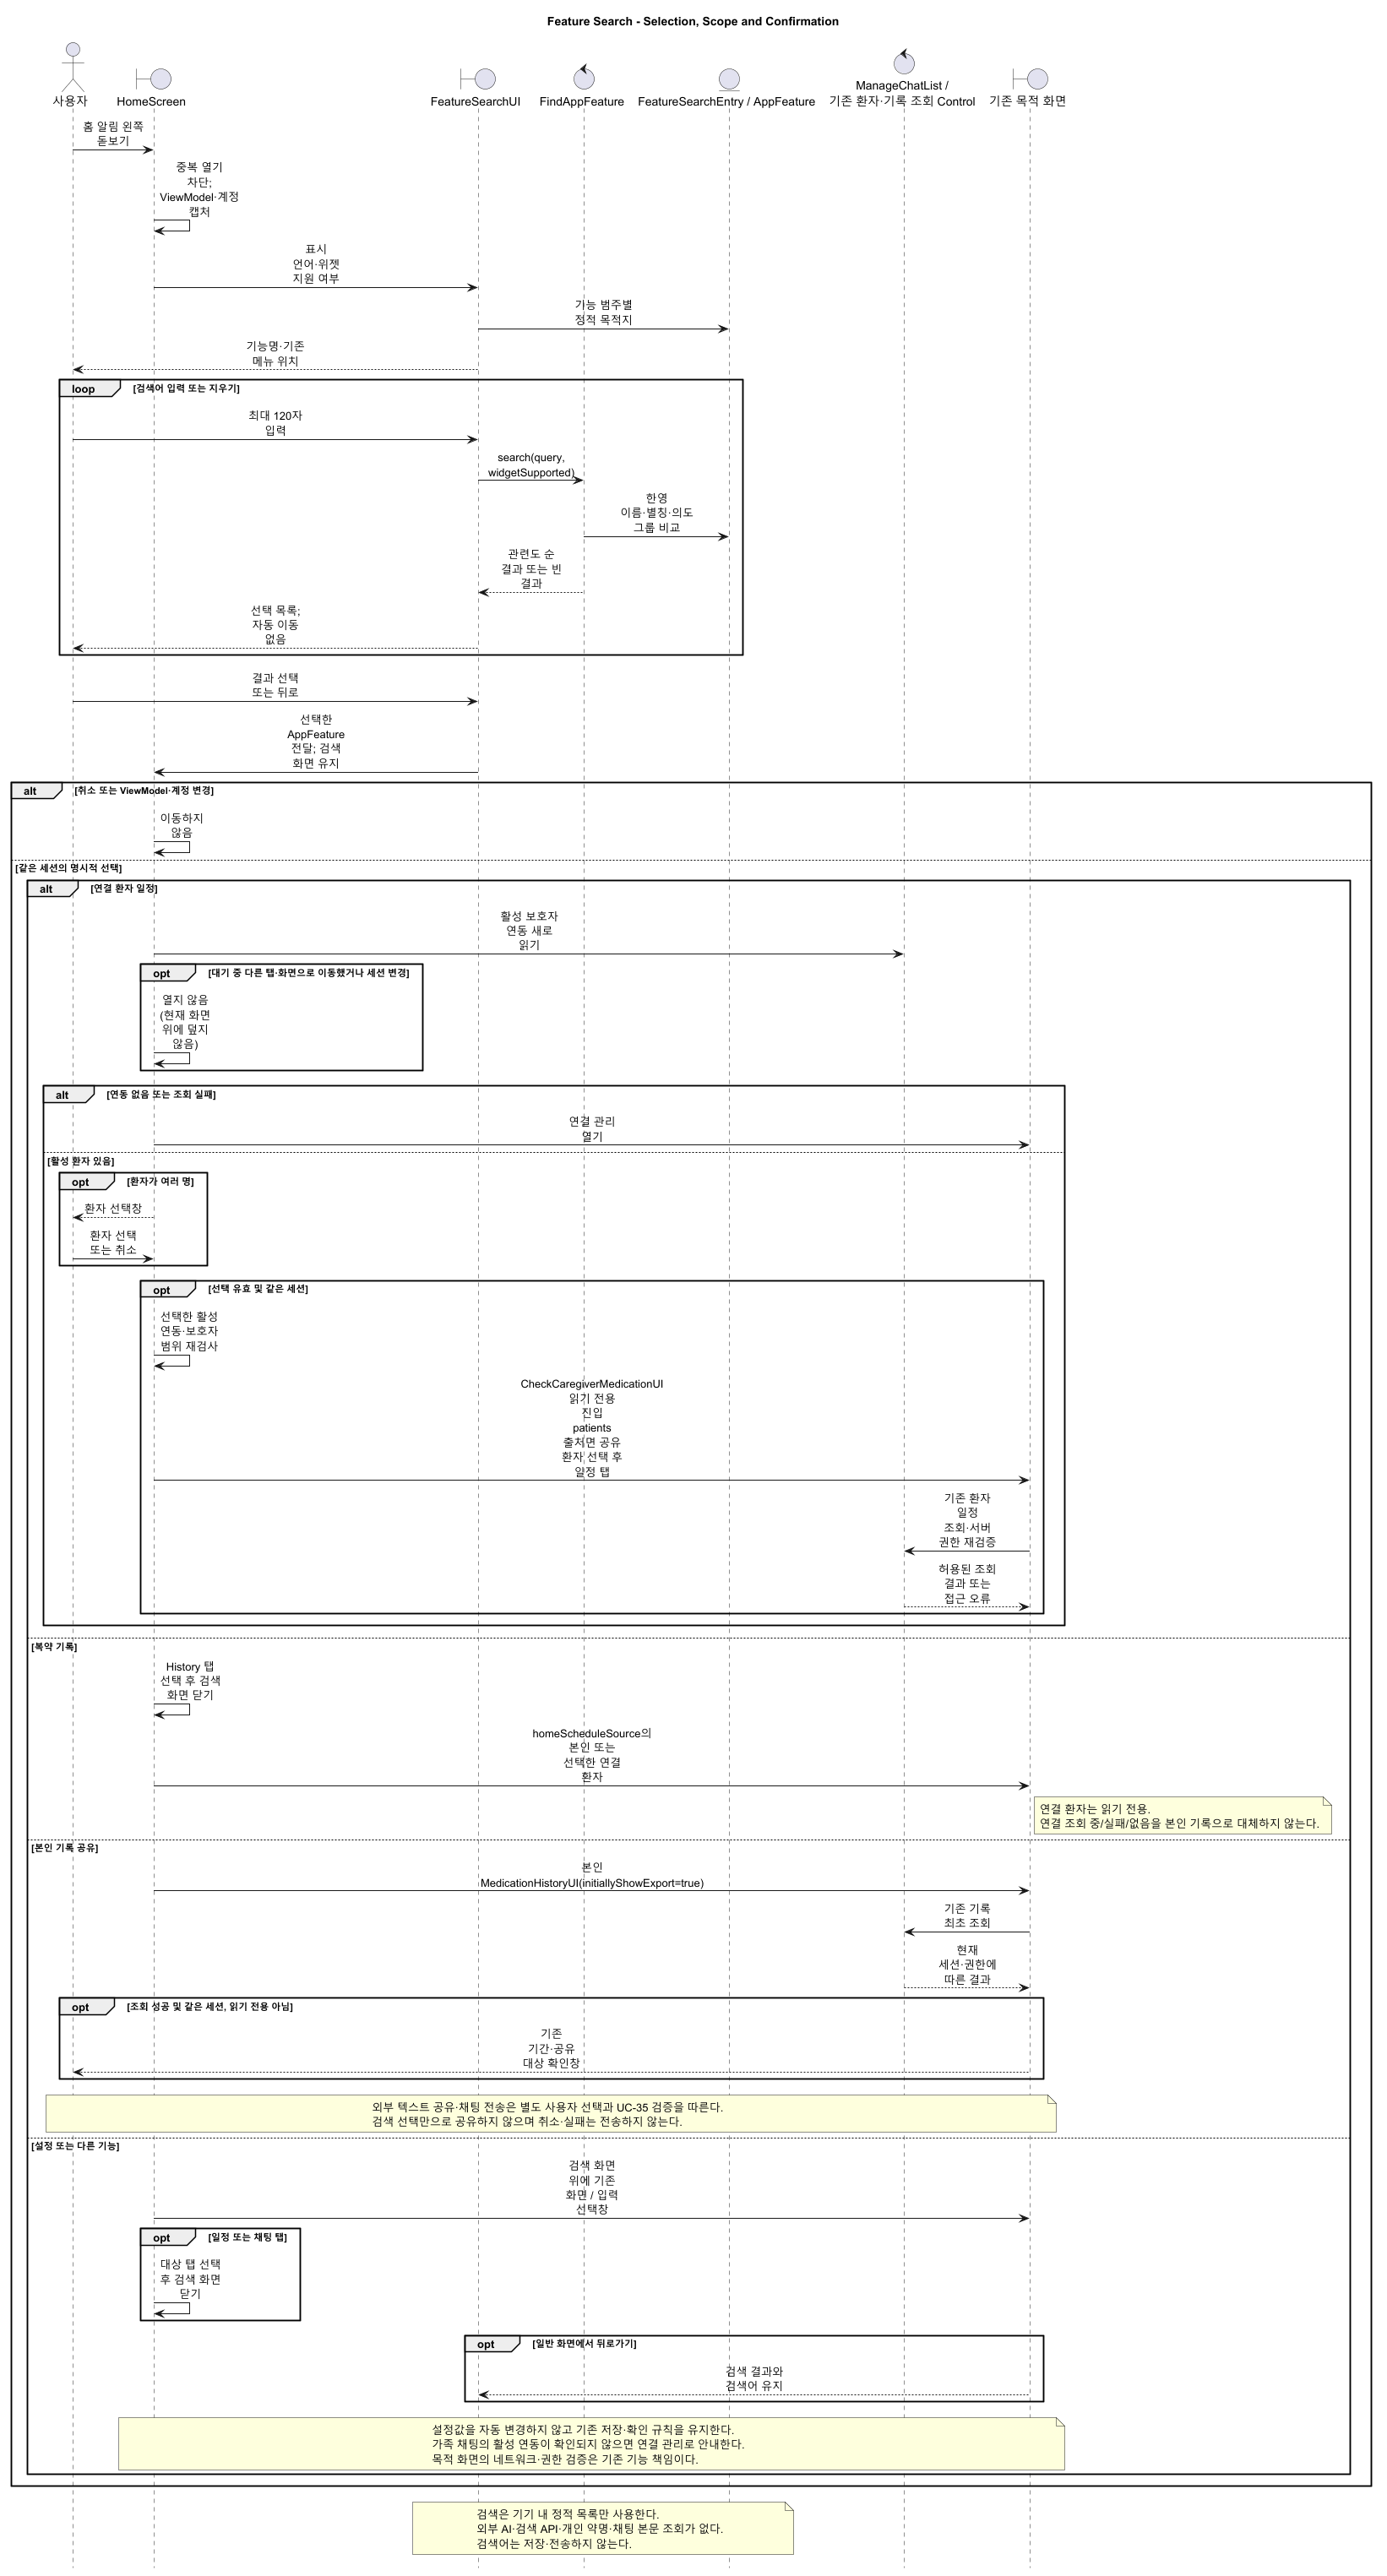 Feature Search - Selection, Scope and Confirmation
사용자
HomeScreen
FeatureSearchUI
FindAppFeature
FeatureSearchEntry / AppFeature
ManageChatList /
기존 환자·기록 조회 Control
기존 목적 화면
홈 알림 왼쪽
돋보기
중복 열기
차단;
ViewModel·계정
캡처
표시
언어·위젯
지원 여부
기능 범주별
정적 목적지
기능명·기존
메뉴 위치
loop
[검색어 입력 또는 지우기]
최대 120자
입력
search(query,
widgetSupported)
한영
이름·별칭·의도
그룹 비교
관련도 순
결과 또는 빈
결과
선택 목록;
자동 이동
없음
결과 선택
또는 뒤로
선택한
AppFeature
전달; 검색
화면 유지
alt
[취소 또는 ViewModel·계정 변경]
이동하지
않음
[같은 세션의 명시적 선택]
alt
[연결 환자 일정]
활성 보호자
연동 새로
읽기
opt
[대기 중 다른 탭·화면으로 이동했거나 세션 변경]
열지 않음
(현재 화면
위에 덮지
않음)
alt
[연동 없음 또는 조회 실패]
연결 관리
열기
[활성 환자 있음]
opt
[환자가 여러 명]
환자 선택창
환자 선택
또는 취소
opt
[선택 유효 및 같은 세션]
선택한 활성
연동·보호자
범위 재검사
CheckCaregiverMedicationUI
읽기 전용
진입
patients
출처면 공유
환자 선택 후
일정 탭
기존 환자
일정
조회·서버
권한 재검증
허용된 조회
결과 또는
접근 오류
[복약 기록]
History 탭
선택 후 검색
화면 닫기
homeScheduleSource의
본인 또는
선택한 연결
환자
연결 환자는 읽기 전용.
연결 조회 중/실패/없음을 본인 기록으로 대체하지 않는다.
[본인 기록 공유]
본인
MedicationHistoryUI(initiallyShowExport=true)
기존 기록
최초 조회
현재
세션·권한에
따른 결과
opt
[조회 성공 및 같은 세션, 읽기 전용 아님]
기존
기간·공유
대상 확인창
외부 텍스트 공유·채팅 전송은 별도 사용자 선택과 UC-35 검증을 따른다.
검색 선택만으로 공유하지 않으며 취소·실패는 전송하지 않는다.
[설정 또는 다른 기능]
검색 화면
위에 기존
화면 / 입력
선택창
opt
[일정 또는 채팅 탭]
대상 탭 선택
후 검색 화면
닫기
opt
[일반 화면에서 뒤로가기]
검색 결과와
검색어 유지
설정값을 자동 변경하지 않고 기존 저장·확인 규칙을 유지한다.
가족 채팅의 활성 연동이 확인되지 않으면 연결 관리로 안내한다.
목적 화면의 네트워크·권한 검증은 기존 기능 책임이다.
검색은 기기 내 정적 목록만 사용한다.
외부 AI·검색 API·개인 약명·채팅 본문 조회가 없다.
검색어는 저장·전송하지 않는다.